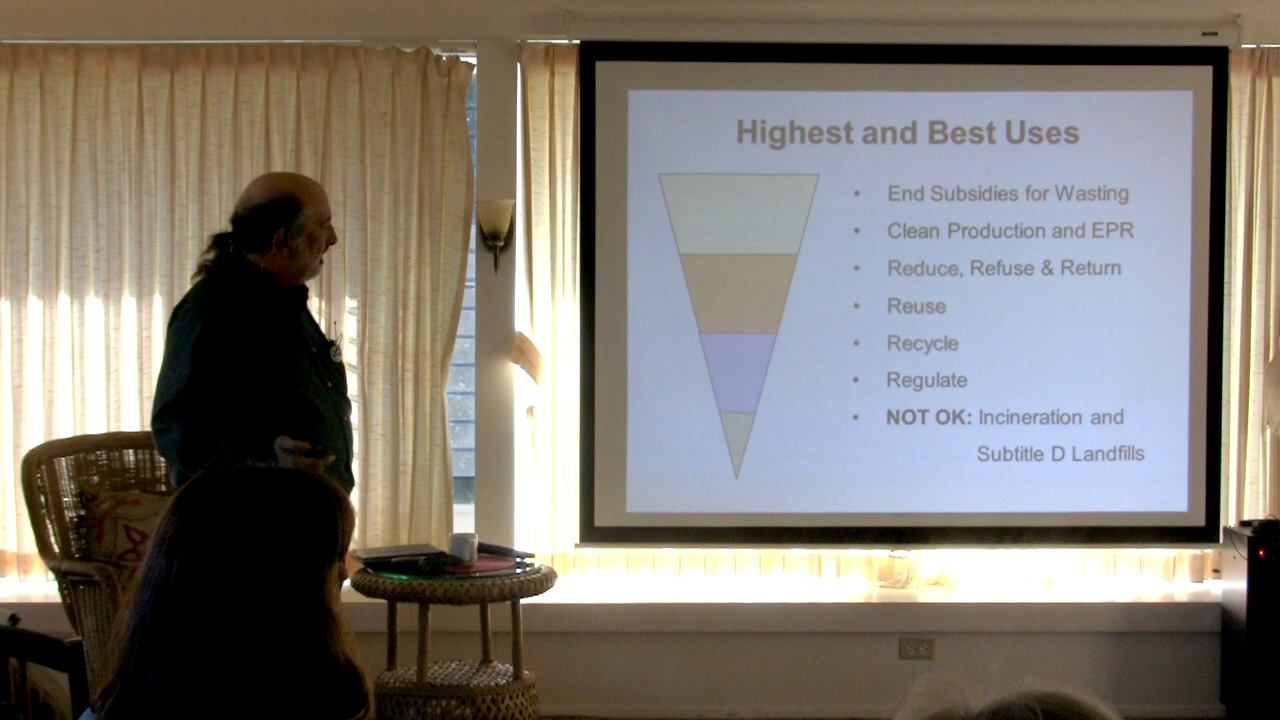 Highest and Best Uses
• End Subsidies for Wasting
• Clean Production and EPR
• Reduce, Refuse & Return
• Reuse
• Recycle
• Regulate
• NOT OK: Incineration and
Subtitle D Landfills